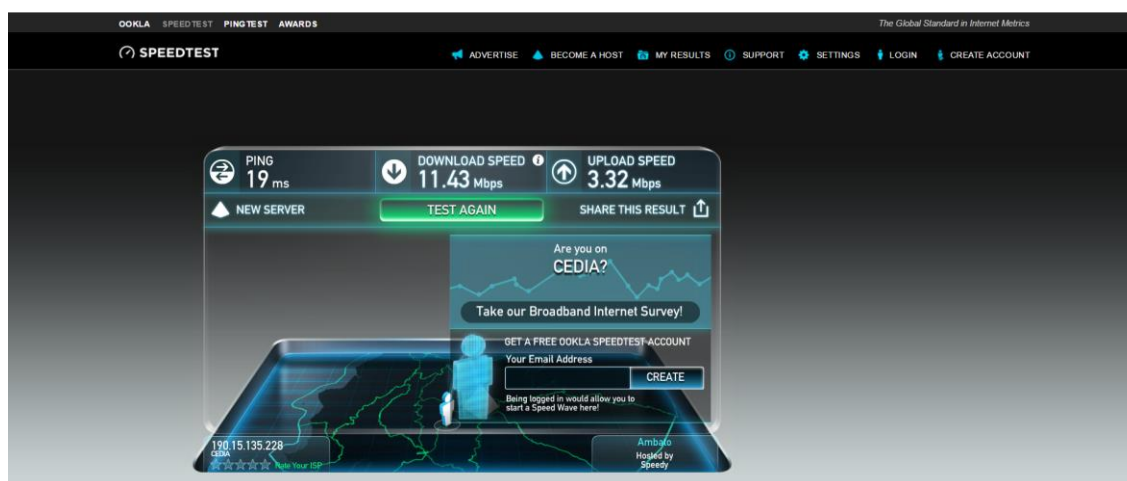 OOKLA SPEEDTEST PINGTEST AWARDS The Global Standard in Internet Metrics
SPEEDTEST ADVERTISE BECOME A HOST MY RESULTS SUPPORT SETTINGS LOGIN CREATE ACCOUNT
PING DOWNLOAD SPEED UPLOAD SPEED
19 ms 11.43 Mbps 3.32 Mbps
NEW SERVER TEST AGAIN SHARE THIS RESULT
Are you on
CEDIA?
Take our Broadband Internet Survey!
GET A FREE OOKLA SPEEDTEST ACCOUNT
Your Email Address
CREATE
Being logged in would allow you to
start a Speed Wave here!
190.15.135.228
CEDIA
Rate Your ISP
Ambato
Hosted by
Speedy